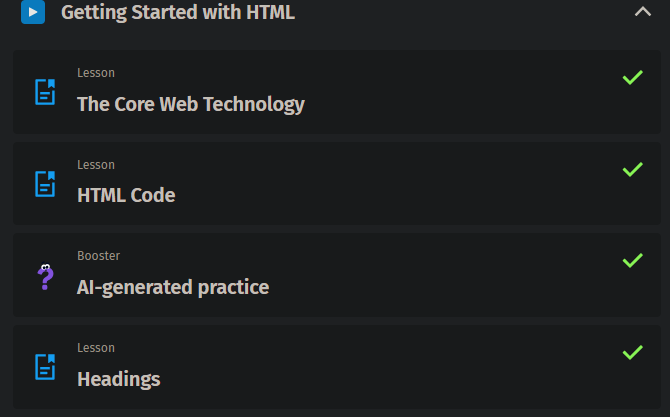 Getting Started with HTML
Lesson
The Core Web Technology
Lesson
HTML Code
Booster
AI-generated practice
Lesson
Headings